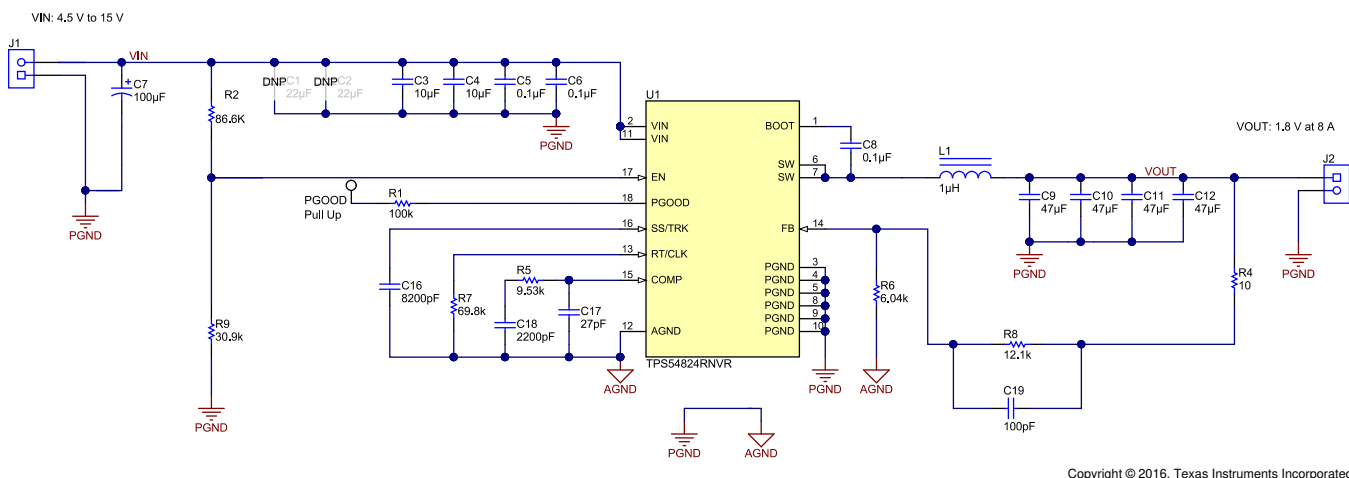 VIN: 4.5 V to 15 V
J1
VIN
C7
100µF
PGND
R2
86.6K
DNP C1
22µF
DNP C2
22µF
C3
10µF
C4
10µF
C5
0.1µF
C6
0.1µF
PGND
U1
2 VIN
11 VIN
17 EN
18 PGOOD
16 SS/TRK
13 RT/CLK
15 COMP
12 AGND
BOOT 1
SW 6
SW 7
FB 14
PGND 3
PGND 4
PGND 5
PGND 8
PGND 9
PGND 10
TPS54824RNVR
PGOOD
Pull Up
R1
100k
C16
8200pF
R7
69.8k
R5
9.53k
C18
2200pF
C17
27pF
AGND
R9
30.9k
PGND
C8
0.1µF
L1
1µH
VOUT: 1.8 V at 8 A
VOUT
J2
C9
47µF
C10
47µF
C11
47µF
C12
47µF
PGND
PGND
R4
10
R6
6.04k
R8
12.1k
C19
100pF
PGND
AGND
PGND
AGND
Copyright © 2016, Texas Instruments Incorporated